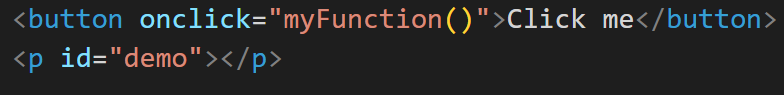 <button onclick="myFunction()">Click me</button>
<p id="demo"></p>